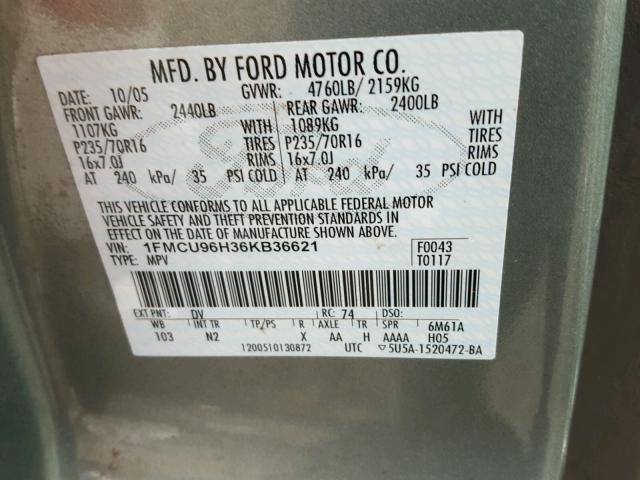 MFD. BY FORD MOTOR CO.
DATE: 10/05 GVWR: 4760LB/ 2159KG
FRONT GAWR: 2440LB REAR GAWR: 2400LB
1107KG WITH 1089KG WITH
P235/70R16 TIRES P235/70R16 TIRES
16x7.0J RIMS 16x7.0J RIMS
AT 240 kPa/ 35 PSI COLD AT 240 kPa/ 35 PSI COLD
THIS VEHICLE CONFORMS TO ALL APPLICABLE FEDERAL MOTOR
VEHICLE SAFETY AND THEFT PREVENTION STANDARDS IN
EFFECT ON THE DATE OF MANUFACTURE SHOWN ABOVE.
VIN: 1FMCU96H36KB36621 F0043
TYPE: MPV T0117
EXT PNT: DV RC: 74 DSO:
WB INT TR TP/PS R AXLE TR SPR 6M61A
103 N2 X AA H AAAA H05
1200510130872 UTC ▽5U5A-1520472-BA
Ford